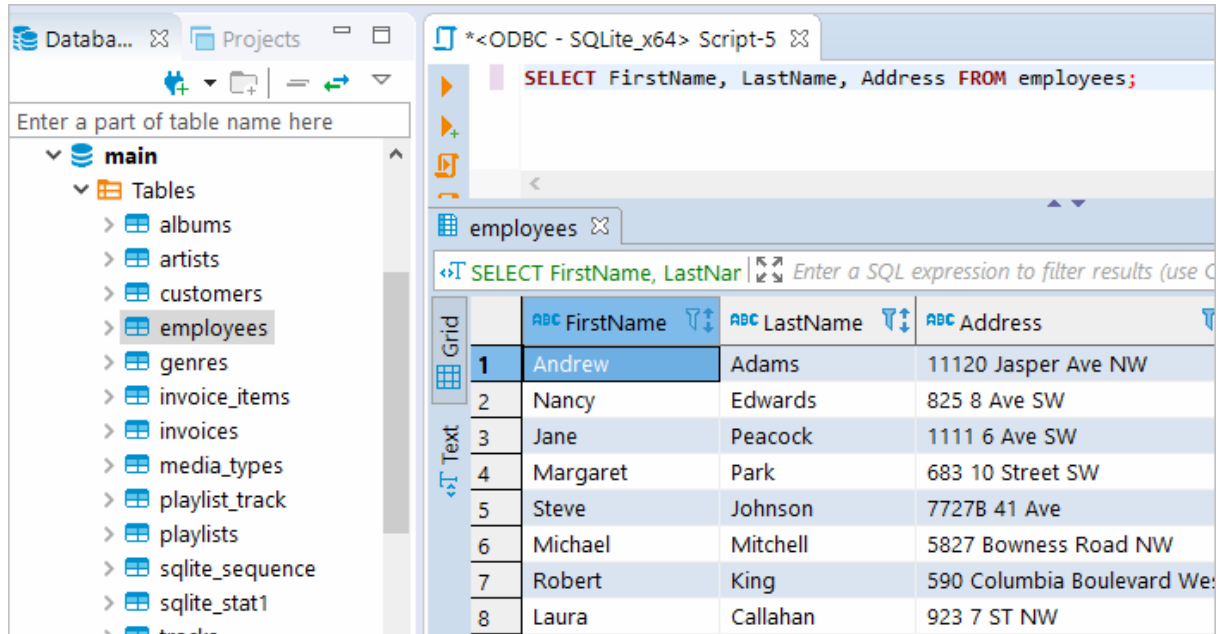 Databa...
Projects
Enter a part of table name here
main
Tables
albums
artists
customers
employees
genres
invoice_items
invoices
media_types
playlist_track
playlists
sqlite_sequence
sqlite_stat1
tracks
*<ODBC - SQLite_x64> Script-5
SELECT FirstName, LastName, Address FROM employees;
employees
SELECT FirstName, LastNar Enter a SQL expression to filter results (use C
Grid
Text
ABC FirstName ABC LastName ABC Address
1 Andrew Adams 11120 Jasper Ave NW
2 Nancy Edwards 825 8 Ave SW
3 Jane Peacock 1111 6 Ave SW
4 Margaret Park 683 10 Street SW
5 Steve Johnson 7727B 41 Ave
6 Michael Mitchell 5827 Bowness Road NW
7 Robert King 590 Columbia Boulevard Wes
8 Laura Callahan 923 7 ST NW